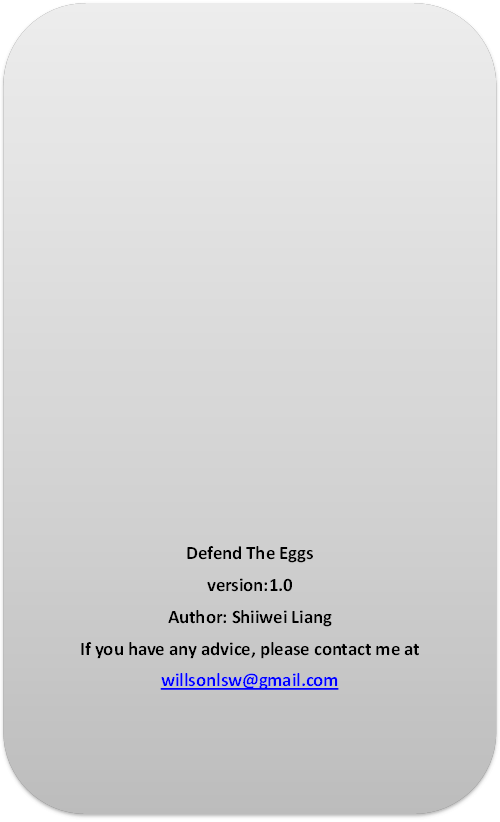 Defend The Eggs
version:1.0
Author: Shiiwei Liang
If you have any advice, please contact me at
willsonlsw@gmail.com